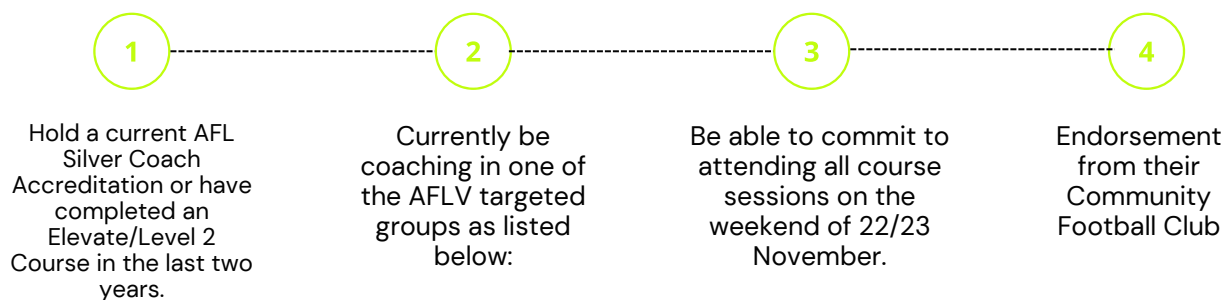 1
2
3
4
Hold a current AFL
Silver Coach
Accreditation or have
completed an
Elevate/Level 2
Course in the last two
years.
Currently be
coaching in one of
the AFLV targeted
groups as listed
below:
Be able to commit to
attending all course
sessions on the
weekend of 22/23
November.
Endorsement
from their
Community
Football Club